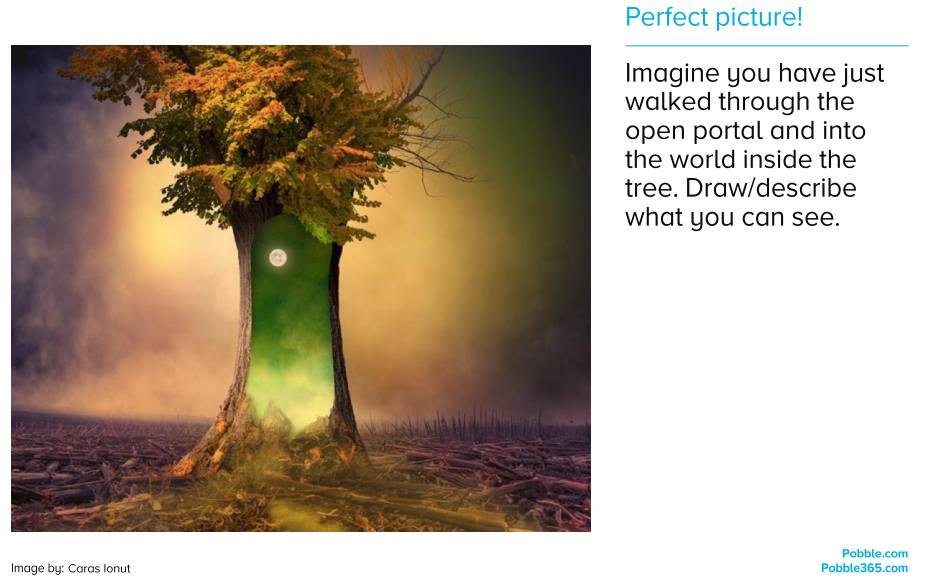 Perfect picture!
Imagine you have just
walked through the
open portal and into
the world inside the
tree. Draw/describe
what you can see.
Image by: Caras Ionut
Pobble.com
Pobble365.com